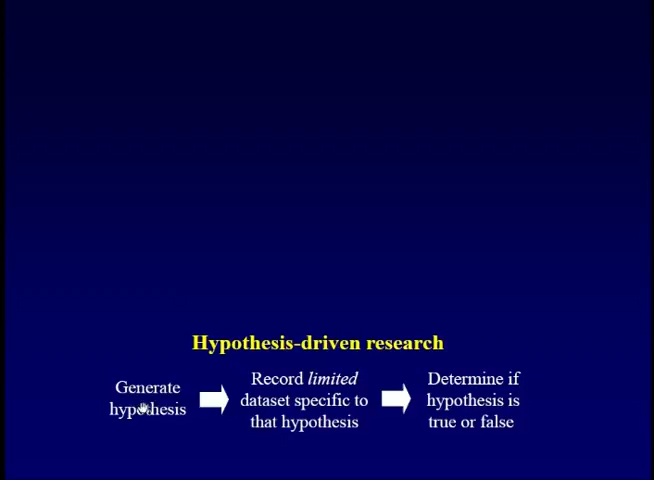 Hypothesis-driven research
Generate
hypothesis
Record limited
dataset specific to
that hypothesis
Determine if
hypothesis is
true or false